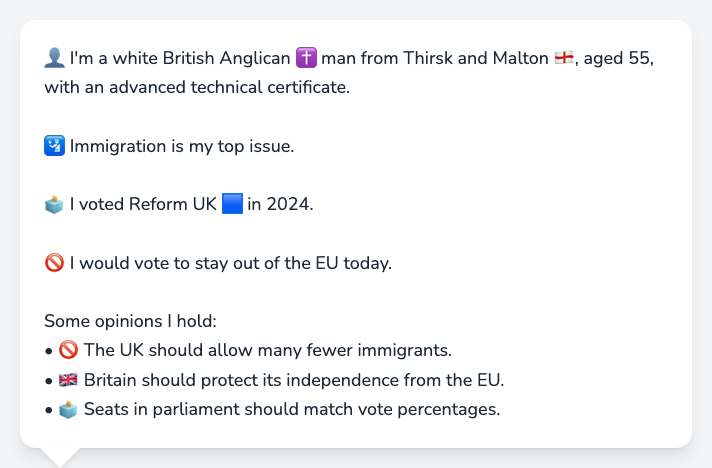 👤 I'm a white British Anglican ✝️ man from Thirsk and Malton 🏴󠁧󠁢󠁥󠁮󠁧󠁿, aged 55,
with an advanced technical certificate.
🛂 Immigration is my top issue.
🗳️ I voted Reform UK 🟦 in 2024.
🚫 I would vote to stay out of the EU today.
Some opinions I hold:
• 🚫 The UK should allow many fewer immigrants.
• 🇬🇧 Britain should protect its independence from the EU.
• 🗳️ Seats in parliament should match vote percentages.